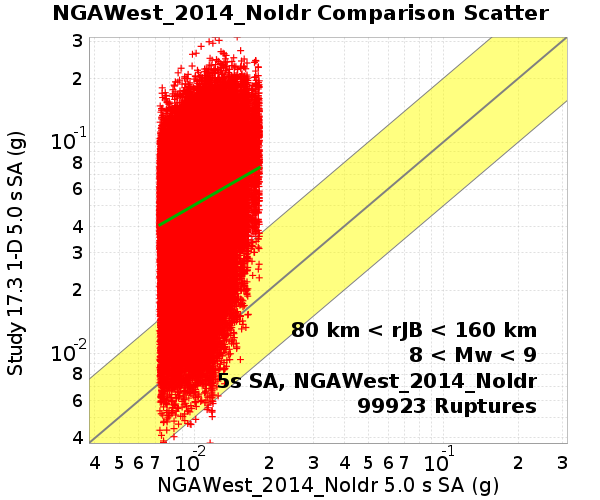 NGAWest_2014_NoIdr Comparison Scatter
3
2
10-1
8
6
4
3
2
10-2
8
6
4
Study 17.3 1-D 5.0 s SA (g)
80 km < rJB < 160 km
8 < Mw < 9
5s SA, NGAWest_2014_NoIdr
99923 Ruptures
4 5 6 7 10-2 2 3 4 5 6 7 10-1 2 3
NGAWest_2014_NoIdr 5.0 s SA (g)